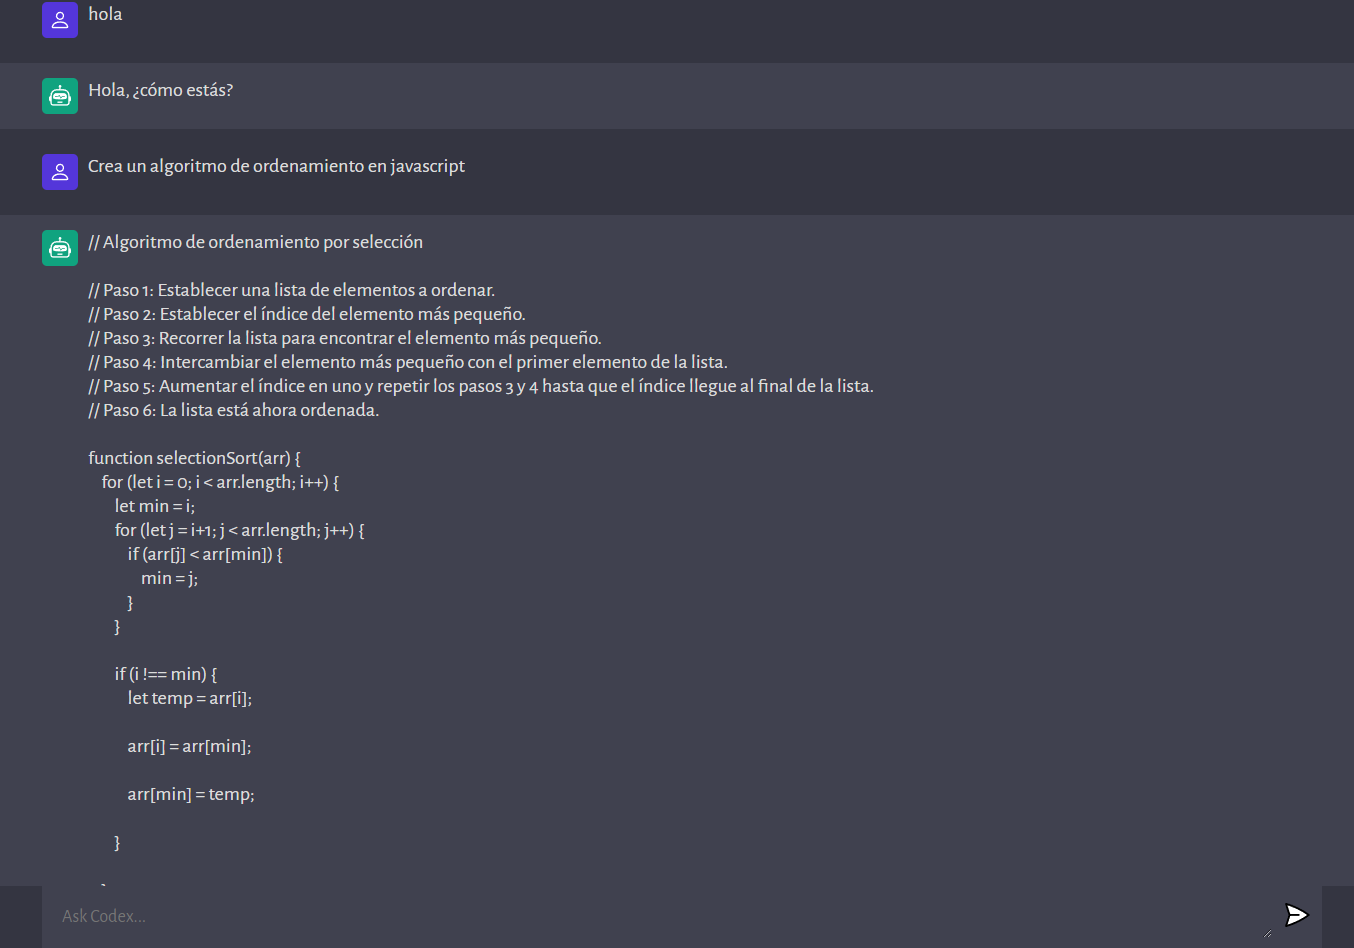 hola
Hola, ¿cómo estás?
Crea un algoritmo de ordenamiento en javascript
// Algoritmo de ordenamiento por selección
// Paso 1: Establecer una lista de elementos a ordenar.
// Paso 2: Establecer el índice del elemento más pequeño.
// Paso 3: Recorrer la lista para encontrar el elemento más pequeño.
// Paso 4: Intercambiar el elemento más pequeño con el primer elemento de la lista.
// Paso 5: Aumentar el índice en uno y repetir los pasos 3 y 4 hasta que el índice llegue al final de la lista.
// Paso 6: La lista está ahora ordenada.
function selectionSort(arr) {
for (let i = 0; i < arr.length; i++) {
let min = i;
for (let j = i+1; j < arr.length; j++) {
if (arr[j] < arr[min]) {
min = j;
}
}
if (i !== min) {
let temp = arr[i];
arr[i] = arr[min];
arr[min] = temp;
}
Ask Codex...